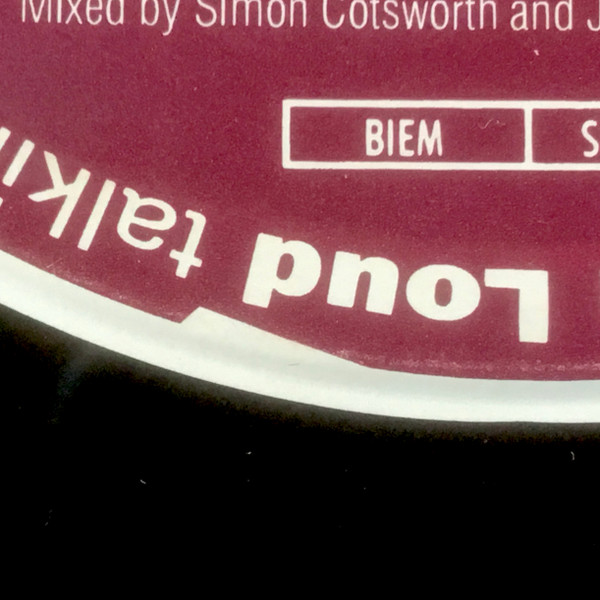 Mixed by Simon Cotsworth and J
BIEM
Loud talki